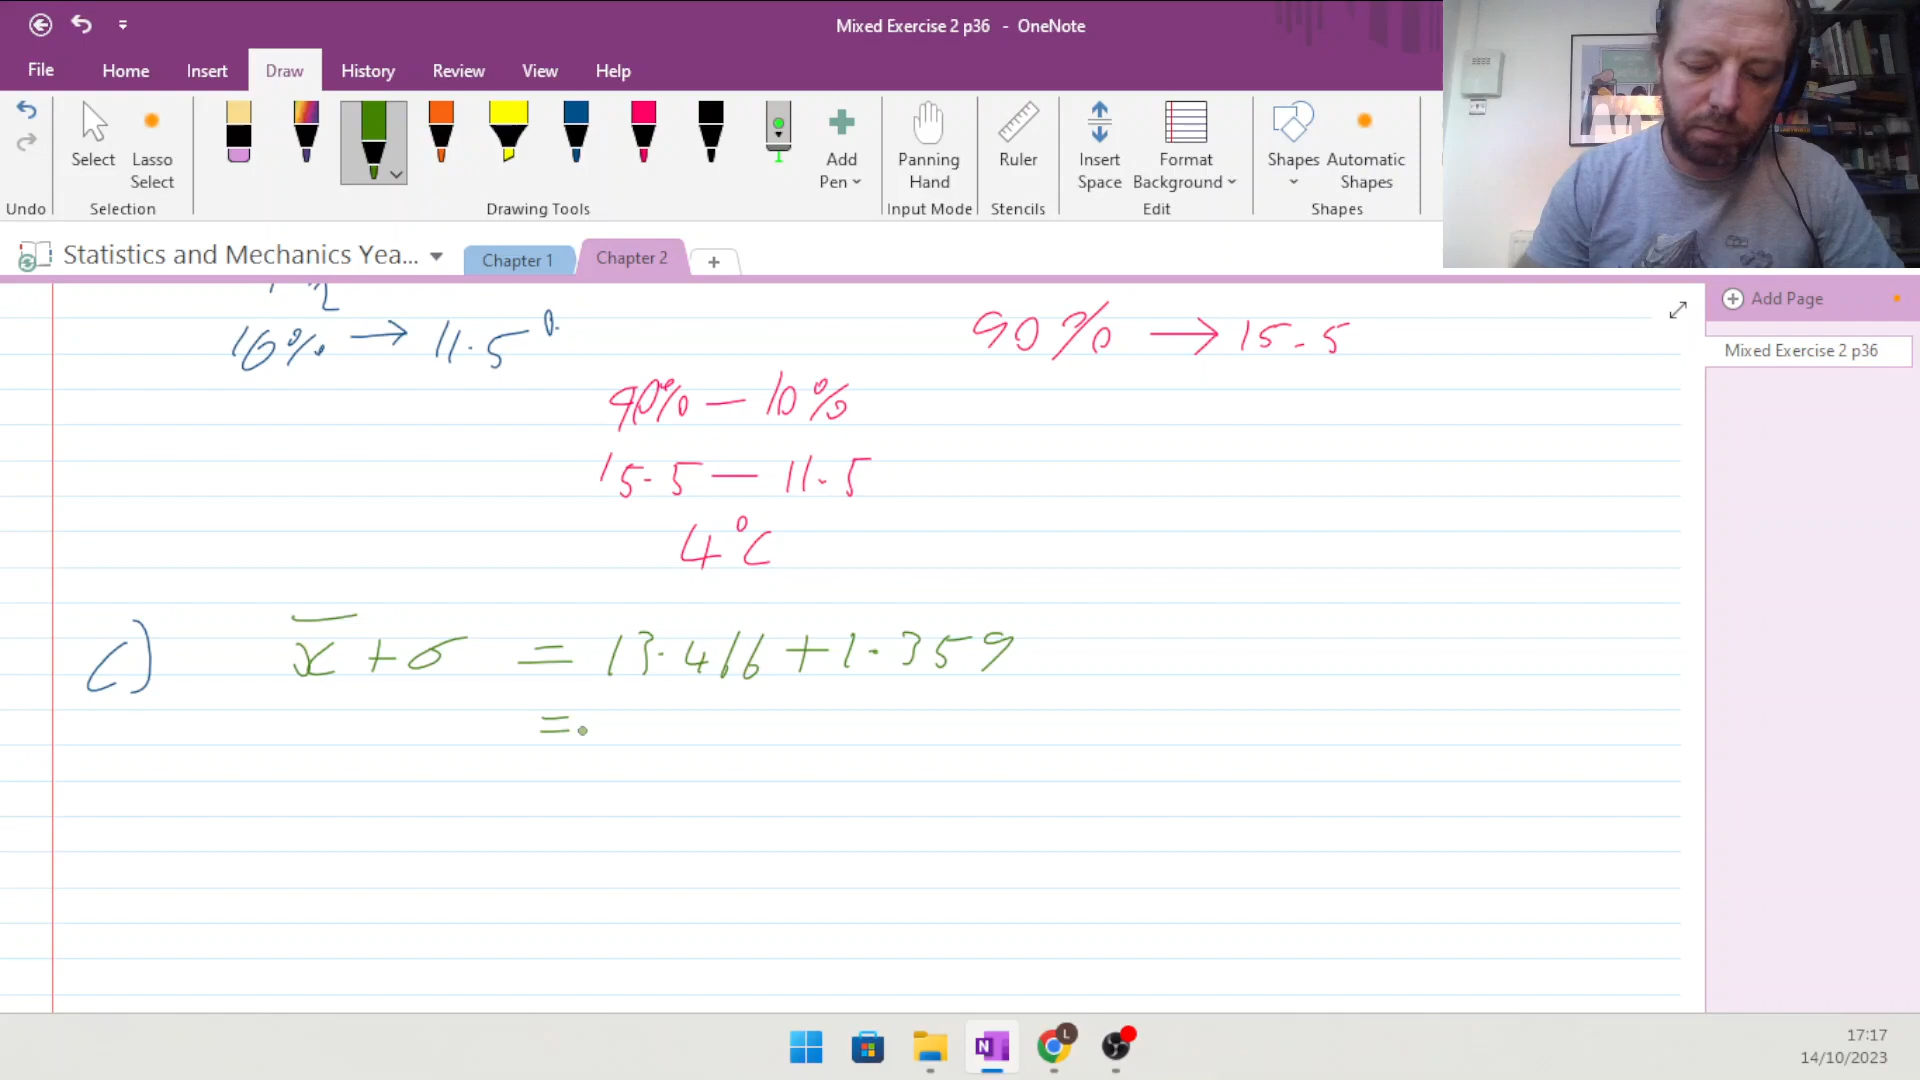 Mixed Exercise 2 p36 - OneNote
File Home Insert Draw History Review View Help
Undo
Select
Lasso Select
Selection
Drawing Tools
Add Pen
Panning Hand
Input Mode
Ruler
Stencils
Insert Space
Format Background
Edit
Shapes
Automatic Shapes
Shapes
Statistics and Mechanics Yea...
Chapter 1
Chapter 2
+
Add Page
Mixed Exercise 2 p36
10% → 11.5
90% → 15.5
90% − 10%
15.5 − 11.5
4°C
c) x̄ + σ = 13.466 + 1.359
=
L
N
17:17
14/10/2023